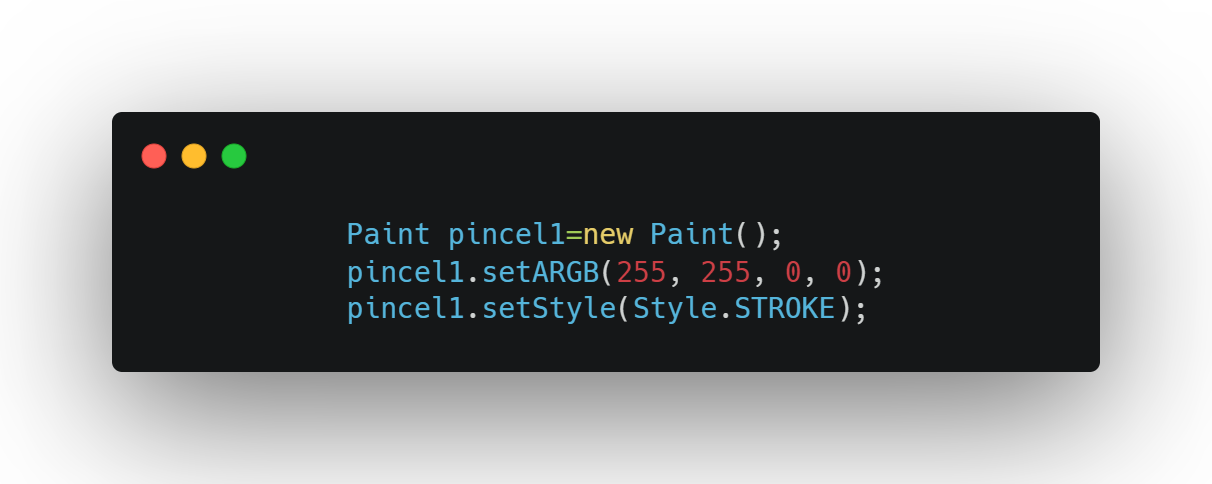 Paint pincel1=new Paint();
pincel1.setARGB(255, 255, 0, 0);
pincel1.setStyle(Style.STROKE);